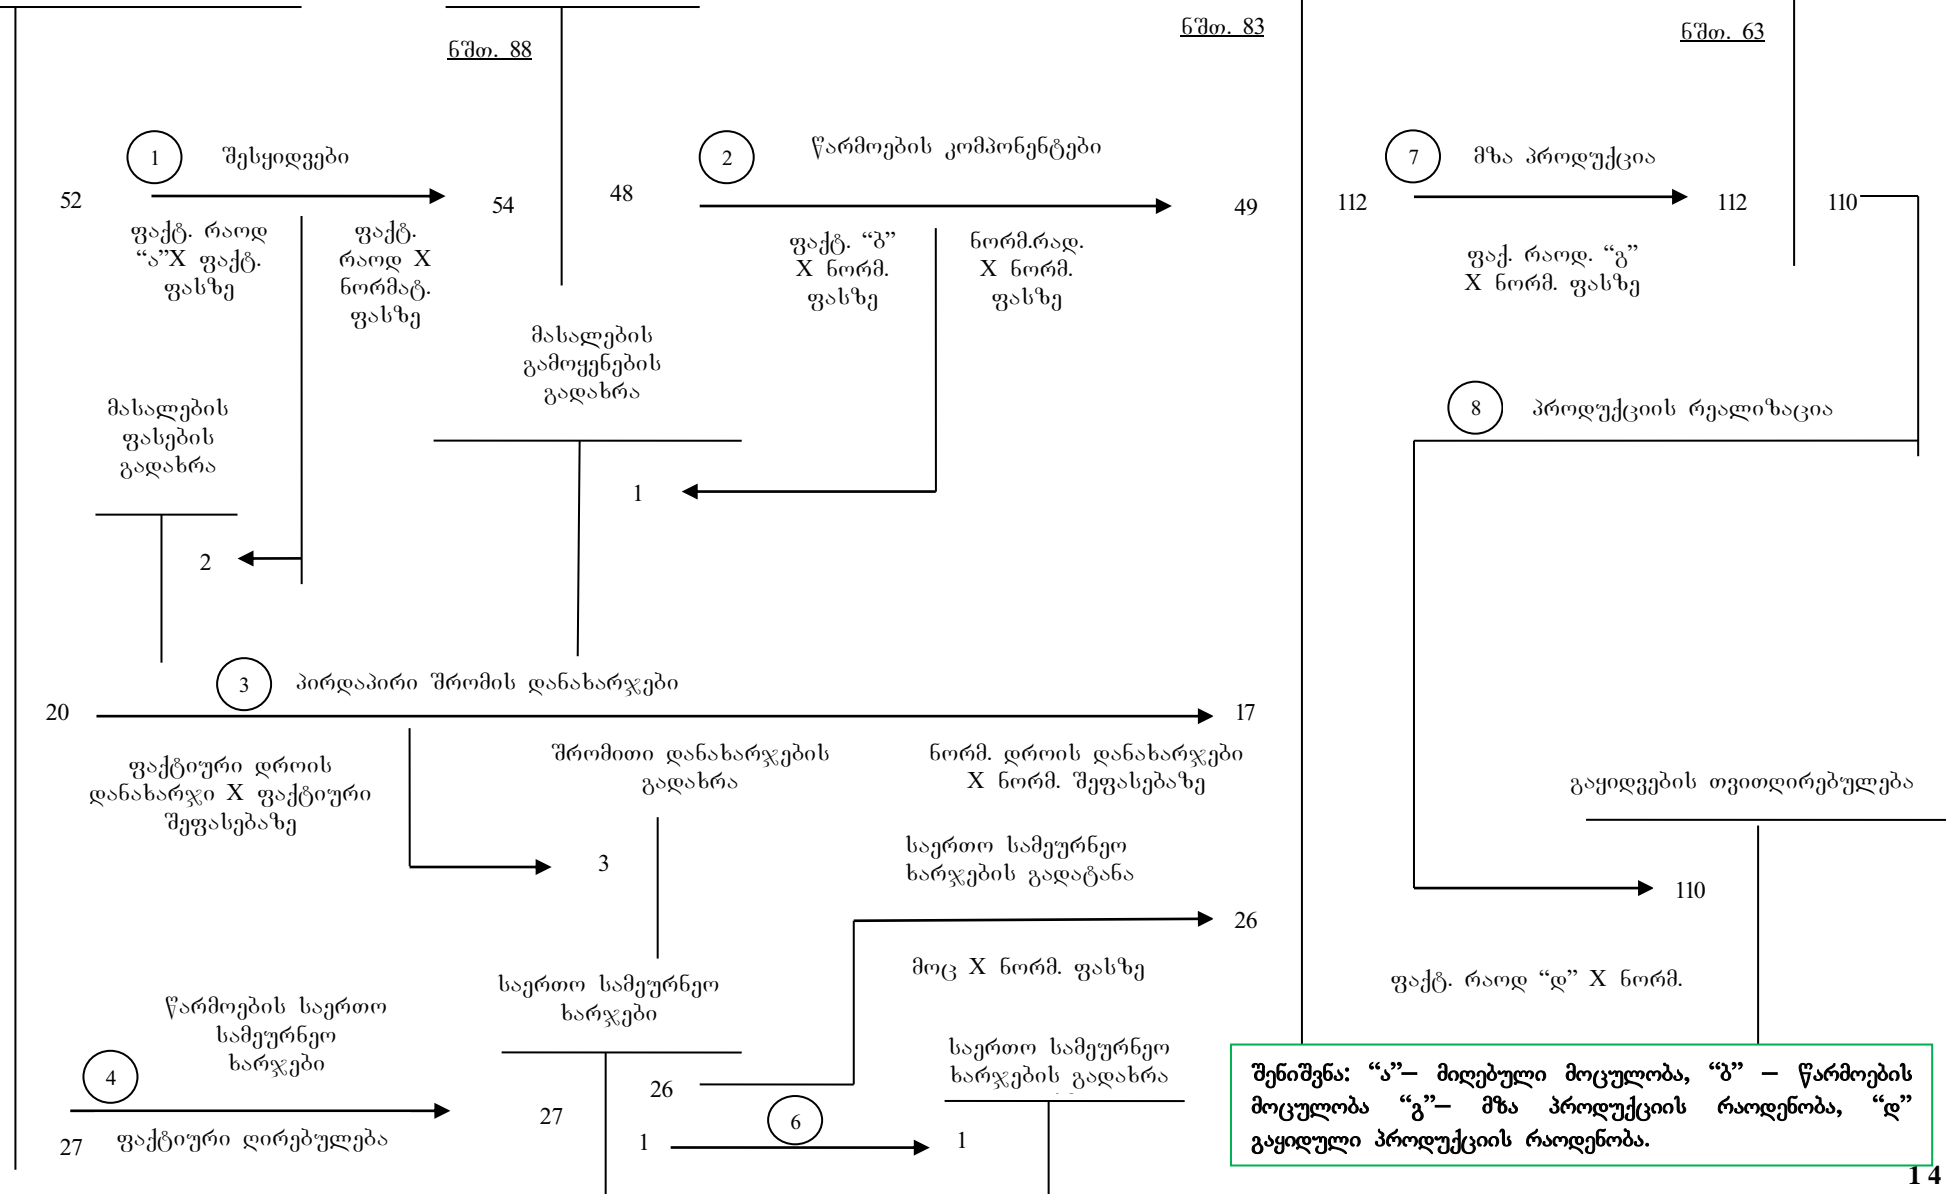 ნშთ. 88
ნშთ. 83
ნშთ. 63
1
შესყიდვები
52
54
ფაქტ. რაოდ
“ა”X ფაქტ.
ფასზე
ფაქტ.
რაოდ X
ნორმატ.
ფასზე
48
2
წარმოების კომპონენტები
49
ფაქტ. “ბ”
X ნორმ.
ფასზე
ნორმ.რად.
X ნორმ.
ფასზე
112
7
მზა პროდუქცია
112
110
ფაქ. რაოდ. “გ”
X ნორმ. ფასზე
მასალების
გამოყენების
გადახრა
1
მასალების
ფასების
გადახრა
2
8
პროდუქციის რეალიზაცია
3
პირდაპირი შრომის დანახარჯები
20
17
ფაქტიური დროის
დანახარჯი X ფაქტიური
შეფასებაზე
შრომითი დანახარჯების
გადახრა
ნორმ. დროის დანახარჯები
X ნორმ. შეფასებაზე
3
გაყიდვების თვითღირებულება
110
საერთო სამეურნეო
ხარჯების გადატანა
26
მოც X ნორმ. ფასზე
ფაქტ. რაოდ “დ” X ნორმ.
წარმოების საერთო
სამეურნეო
ხარჯები
4
27
ფაქტიური ღირებულება
საერთო სამეურნეო
ხარჯები
27
26
1
6
საერთო სამეურნეო
ხარჯების გადახრა
1
შენიშვნა: “ა”– მიღებული მოცულობა, “ბ” – წარმოების
მოცულობა “გ”– მზა პროდუქციის რაოდენობა, “დ”
გაყიდული პროდუქციის რაოდენობა.
14